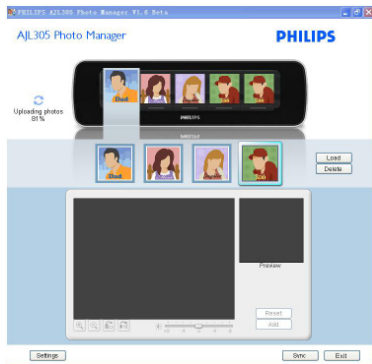 PHILIPS AJL305 Photo Manager V1.6 Beta
AJL305 Photo Manager
PHILIPS
Dad
PHILIPS
Uploading photos
81%
Dad
Load
Delete
Preview
Reset
Add
Settings
Sync
Exit